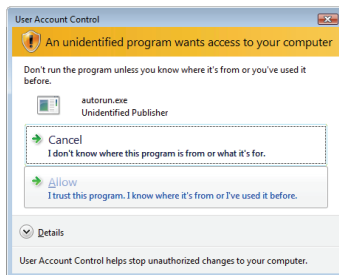 User Account Control
An unidentified program wants access to your computer
Don't run the program unless you know where it's from or you've used it
before.
autorun.exe
Unidentified Publisher
Cancel
I don't know where this program is from or what it's for.
Allow
I trust this program. I know where it's from or I've used it before.
Details
User Account Control helps stop unauthorized changes to your computer.